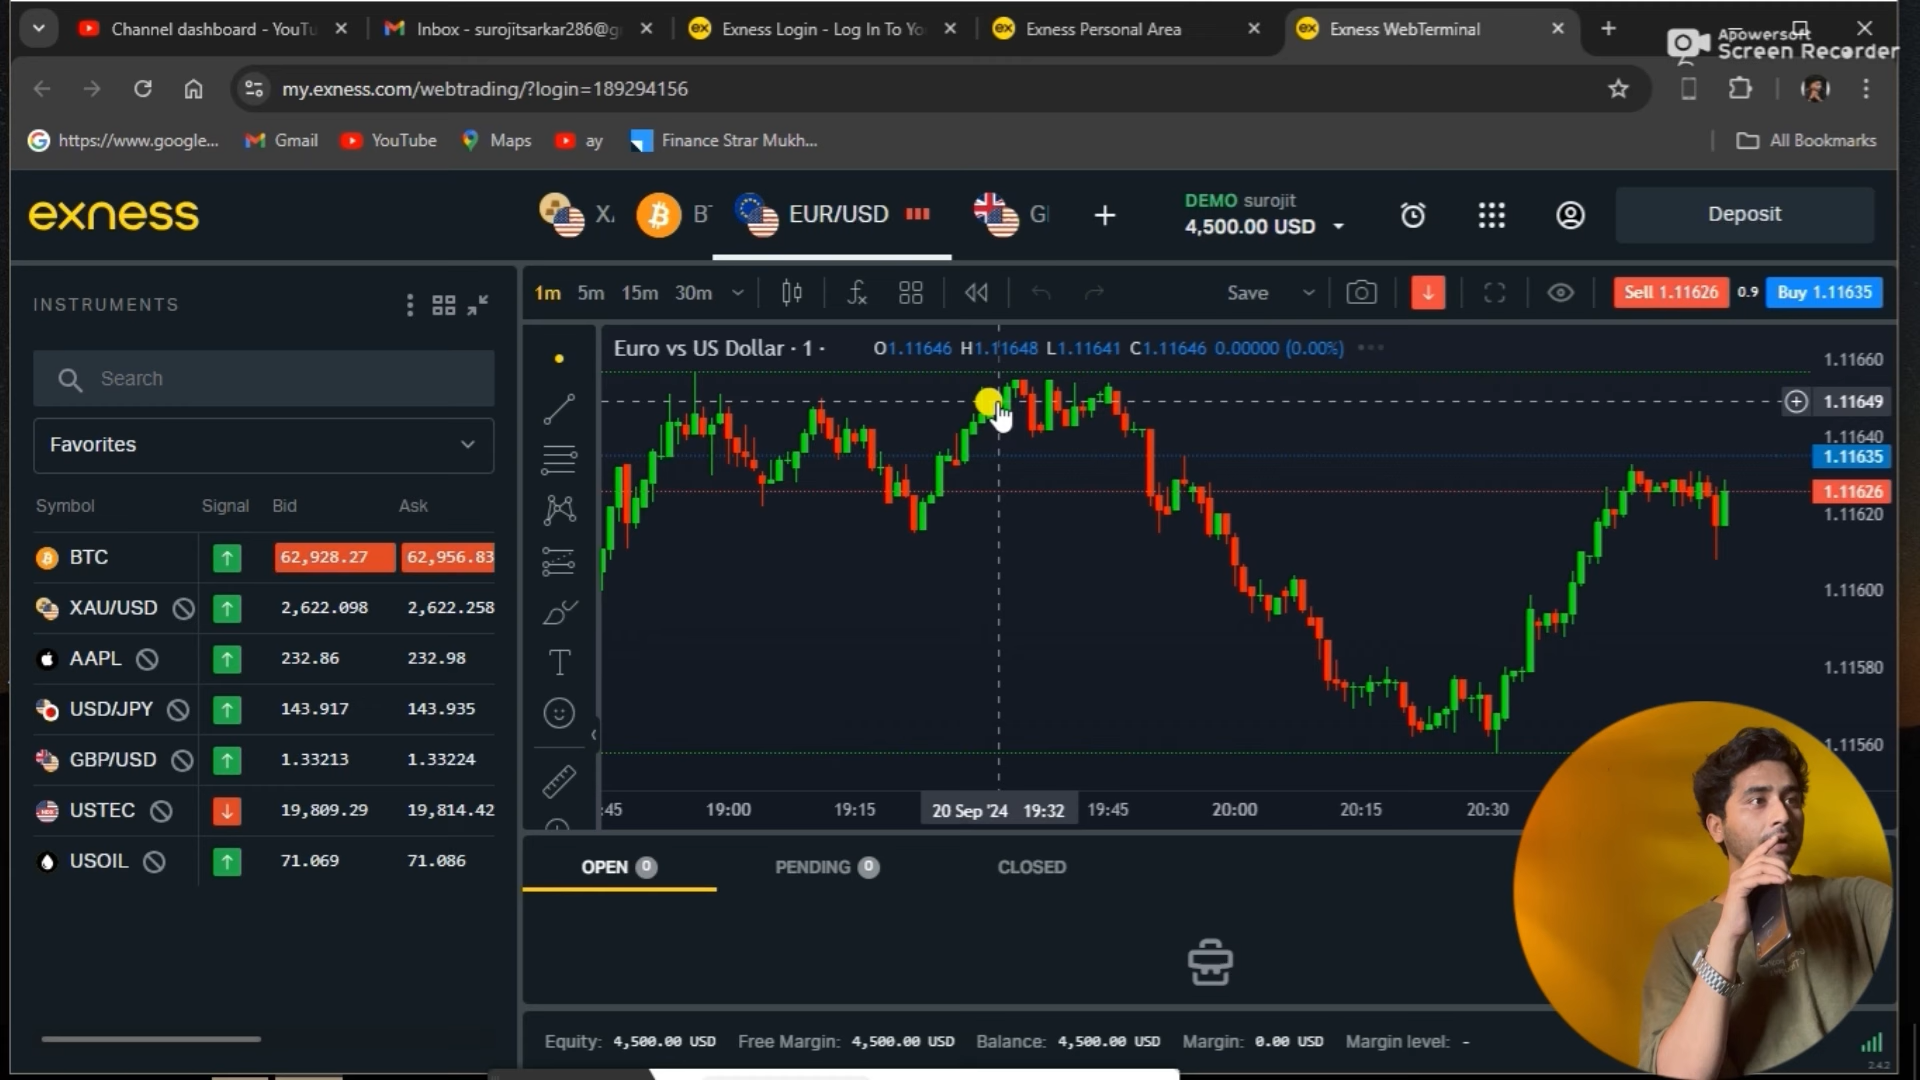 Channel dashboard - YouTu
Inbox - surojitsarkar286@g
Exness Login - Log In To Yo
Exness Personal Area
Exness WebTerminal
Apowersoft
Screen Recorder
my.exness.com/webtrading/?login=189294156
https://www.google...
Gmail
YouTube
Maps
ay
Finance Strar Mukh...
All Bookmarks
exness
EUR/USD
DEMO surojit
4,500.00 USD
Deposit
INSTRUMENTS
1m 5m 15m 30m
Save
Sell 1.11626 0.9 Buy 1.11635
Search
Favorites
Euro vs US Dollar · 1 · O1.11646 H1.11648 L1.11641 C1.11646 0.00000 (0.00%)
1.11660
1.11649
1.11640
1.11635
1.11626
1.11620
1.11600
1.11580
1.11560
Symbol Signal Bid Ask
BTC 62,928.27 62,956.83
XAU/USD 2,622.098 2,622.258
AAPL 232.86 232.98
USD/JPY 143.917 143.935
GBP/USD 1.33213 1.33224
USTEC 19,809.29 19,814.42
USOIL 71.069 71.086
:45 19:00 19:15 20 Sep '24 19:32 19:45 20:00 20:15 20:30
OPEN 0 PENDING 0 CLOSED
Equity: 4,500.00 USD Free Margin: 4,500.00 USD Balance: 4,500.00 USD Margin: 0.00 USD Margin level: -
2.4.2